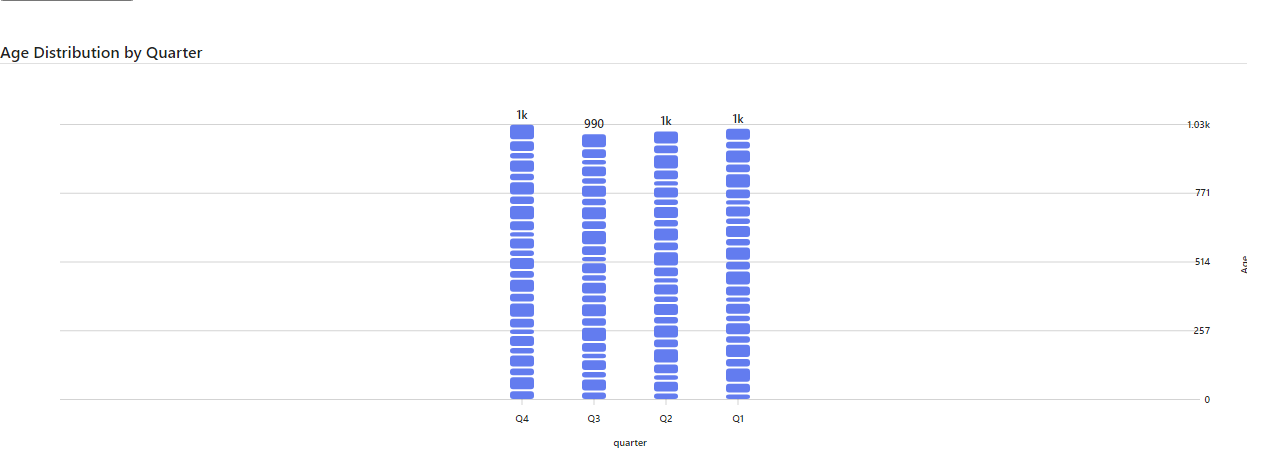 Age Distribution by Quarter
1k
990
1k
1k
1.03k
771
514
257
0
Age
Q4
Q3
Q2
Q1
quarter